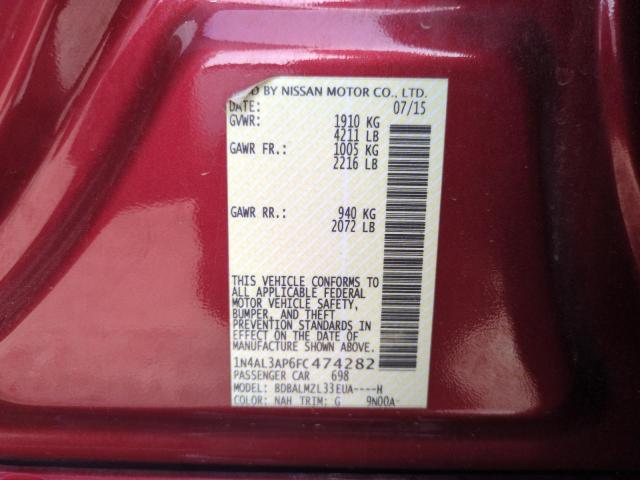 BY NISSAN MOTOR CO., LTD.
DATE: 07/15
GVWR: 1910 KG
4211 LB
GAWR FR.: 1005 KG
2216 LB
GAWR RR.: 940 KG
2072 LB
THIS VEHICLE CONFORMS TO
ALL APPLICABLE FEDERAL
MOTOR VEHICLE SAFETY,
BUMPER, AND THEFT
PREVENTION STANDARDS IN
EFFECT ON THE DATE OF
MANUFACTURE SHOWN ABOVE.
1N4AL3AP6FC474282
PASSENGER CAR 698
MODEL: BDBALMZL33EUA----H
COLOR: NAH TRIM: G 9N00A-